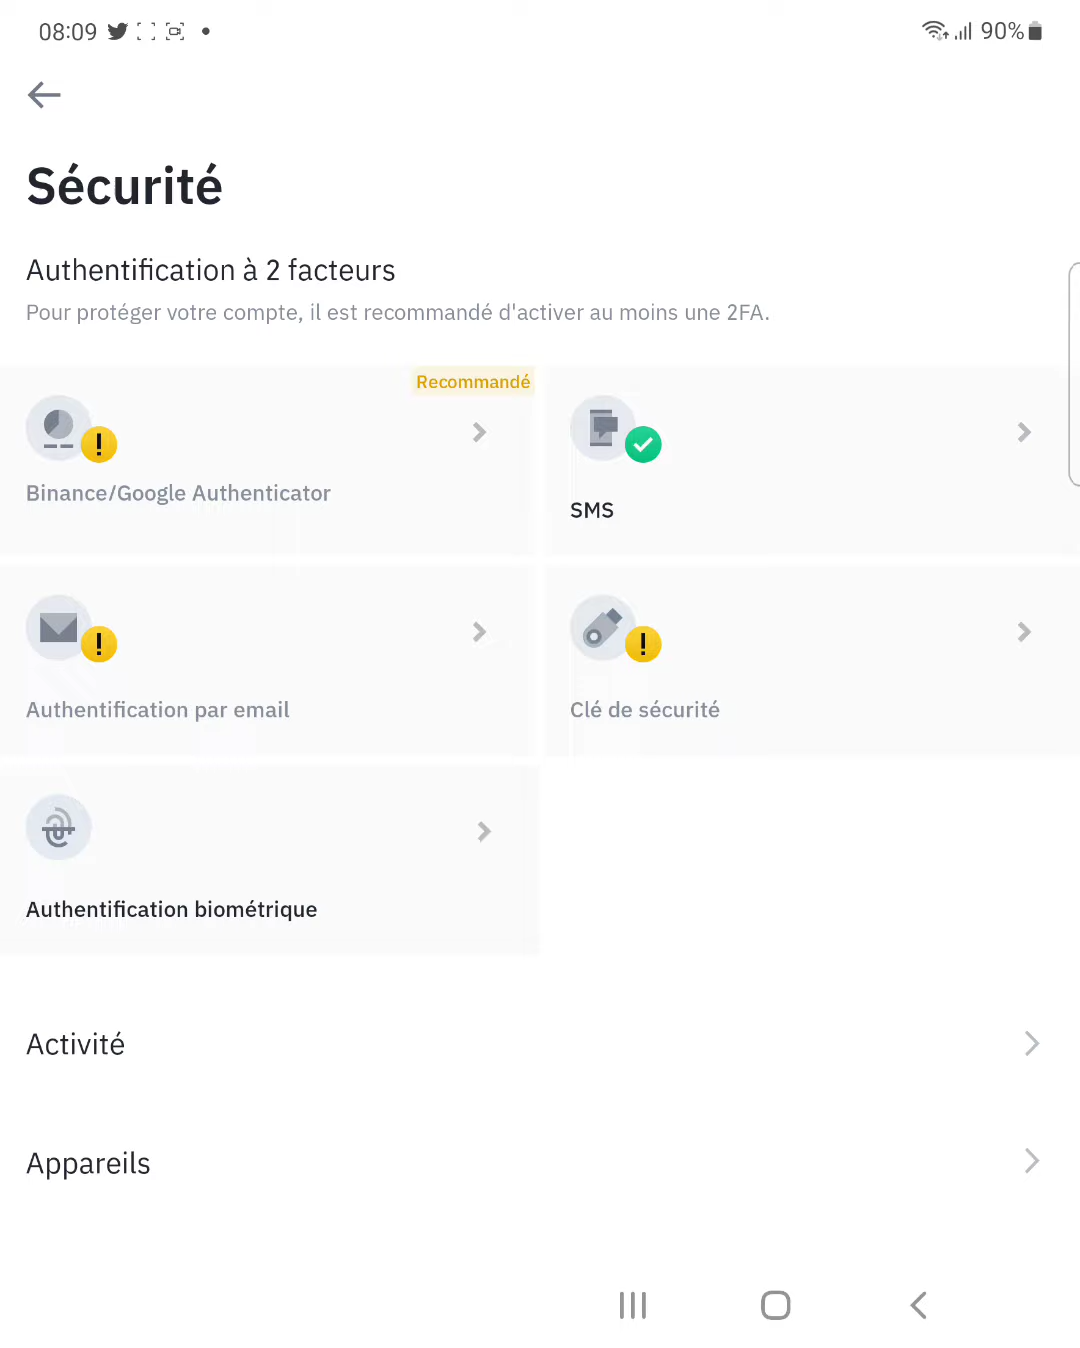 08:09
90%
Sécurité
Authentification à 2 facteurs
Pour protéger votre compte, il est recommandé d'activer au moins une 2FA.
Recommandé
Binance/Google Authenticator
SMS
Authentification par email
Clé de sécurité
Authentification biométrique
Activité
Appareils